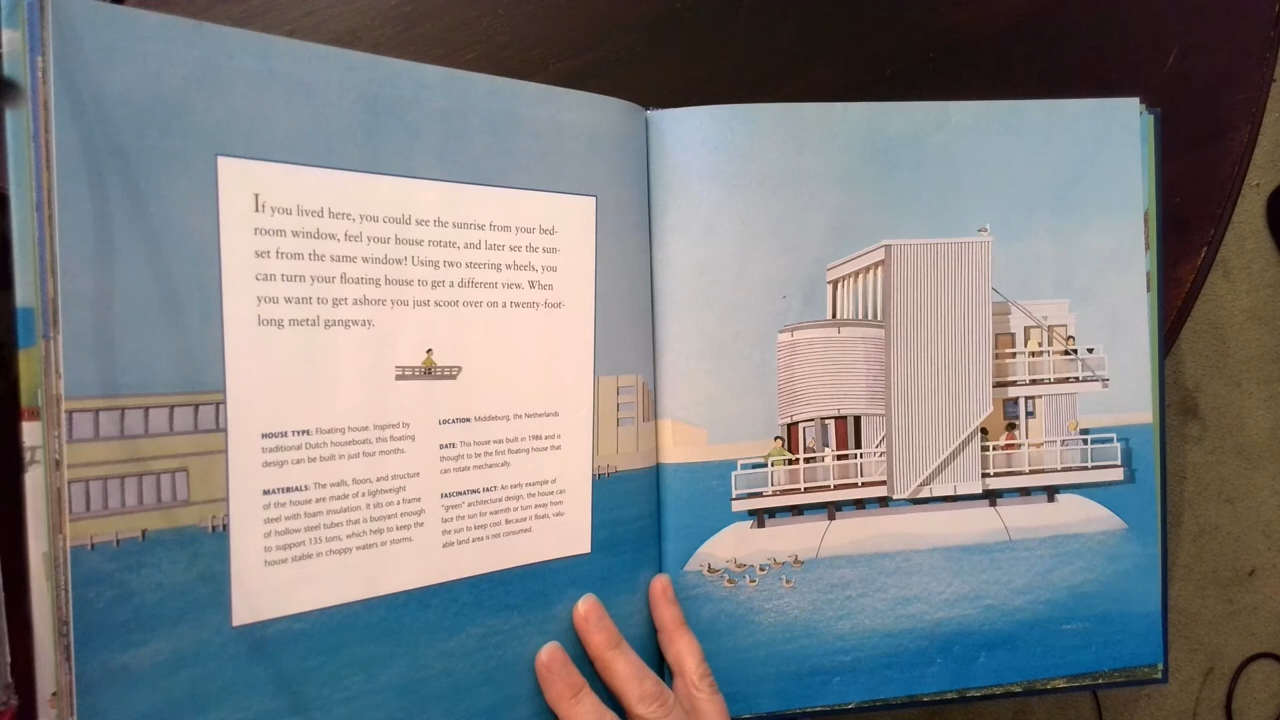 If you lived here, you could see the sunrise from your bed-
room window, feel your house rotate, and later see the sun-
set from the same window! Using two steering wheels, you
can turn your floating house to get a different view. When
you want to get ashore you just scoot over on a twenty-foot-
long metal gangway.
HOUSE TYPE: Floating house. Inspired by
traditional Dutch houseboats, this floating
design can be built in just four months.
MATERIALS: The walls, floors, and structure
of the house are made of a lightweight
steel with foam insulation. It sits on a frame
of hollow steel tubes that is buoyant enough
to support 135 tons, which help to keep the
house stable in choppy waters or storms.
LOCATION: Middleburg, the Netherlands
DATE: This house was built in 1986 and is
thought to be the first floating house that
can rotate mechanically.
FASCINATING FACT: An early example of
"green" architectural design, the house can
face the sun for warmth or turn away from
the sun to keep cool. Because it floats, valu-
able land area is not consumed.